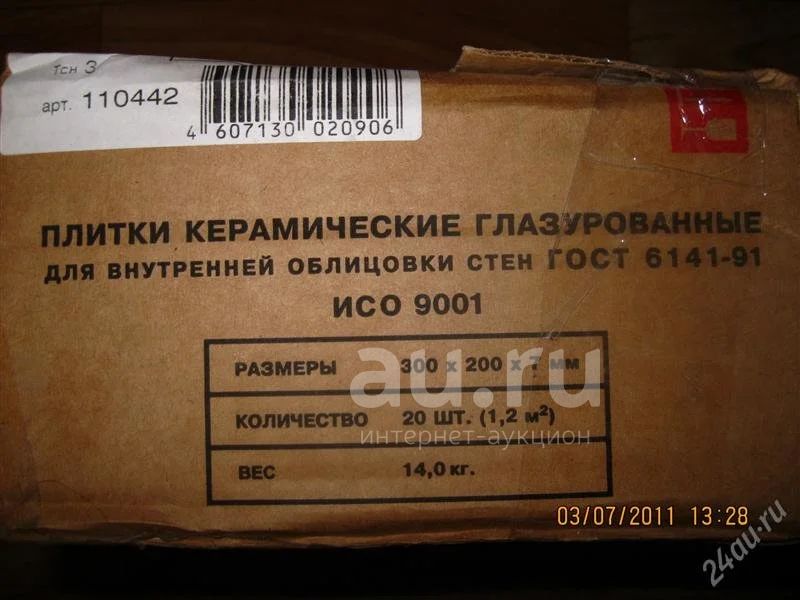 Тсн 3
арт. 110442
4 607130 020906
ПЛИТКИ КЕРАМИЧЕСКИЕ ГЛАЗУРОВАННЫЕ
ДЛЯ ВНУТРЕННЕЙ ОБЛИЦОВКИ СТЕН ГОСТ 6141-91
ИСО 9001
РАЗМЕРЫ 300 х 200 х 7 мм
au.ru
КОЛИЧЕСТВО 20 ШТ. (1,2 м²)
интернет-аукцион
ВЕС 14,0 кг.
03/07/2011 13:28
24au.ru